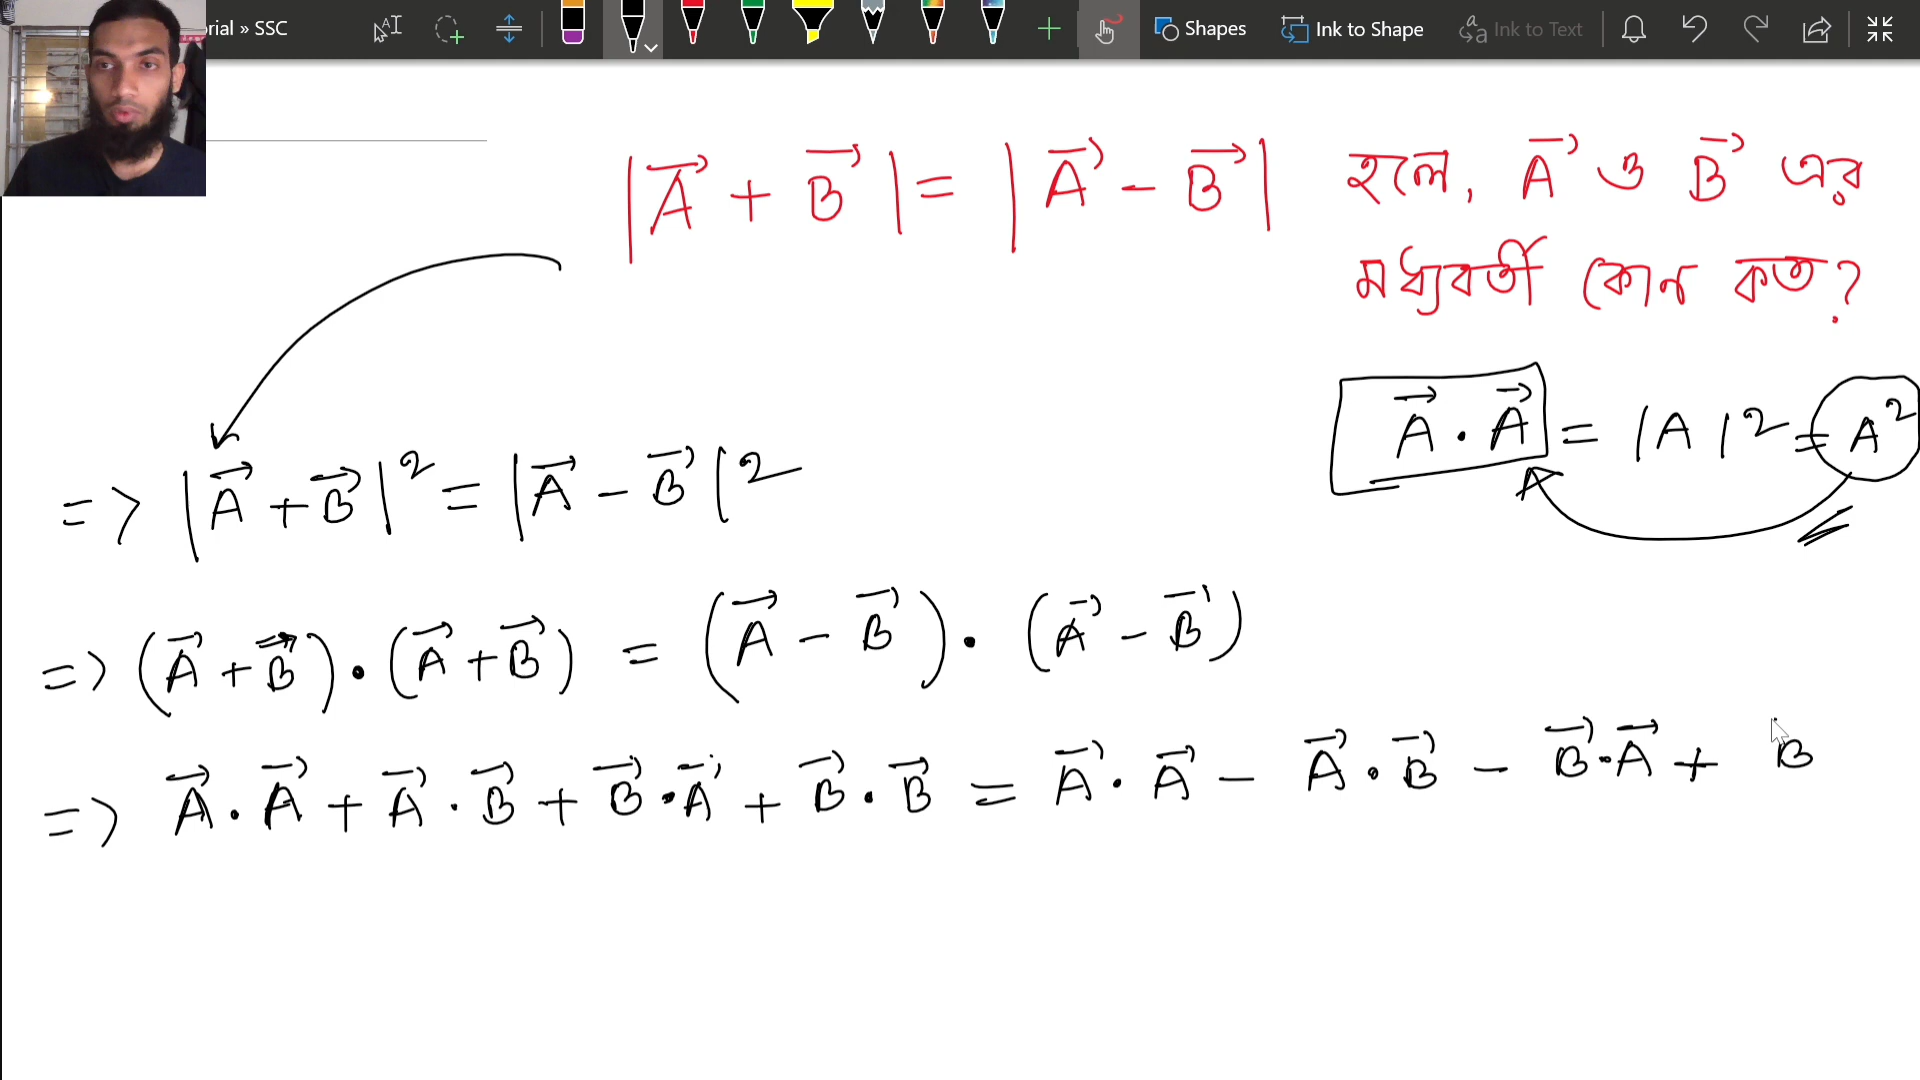 rial » SSC
Shapes
Ink to Shape
Ink to Text
|A⃗ + B⃗| = |A⃗ - B⃗| হলে, A⃗ ও B⃗ এর
মধ্যবর্তী কোন কত?
A⃗ · A⃗ = |A|² = A²
=> |A⃗ + B⃗|² = |A⃗ - B⃗|²
=> (A⃗ + B⃗) · (A⃗ + B⃗) = (A⃗ - B⃗) · (A⃗ - B⃗)
=> A⃗ · A⃗ + A⃗ · B⃗ + B⃗ · A⃗ + B⃗ · B⃗ = A⃗ · A⃗ - A⃗ · B⃗ - B⃗ · A⃗ + B